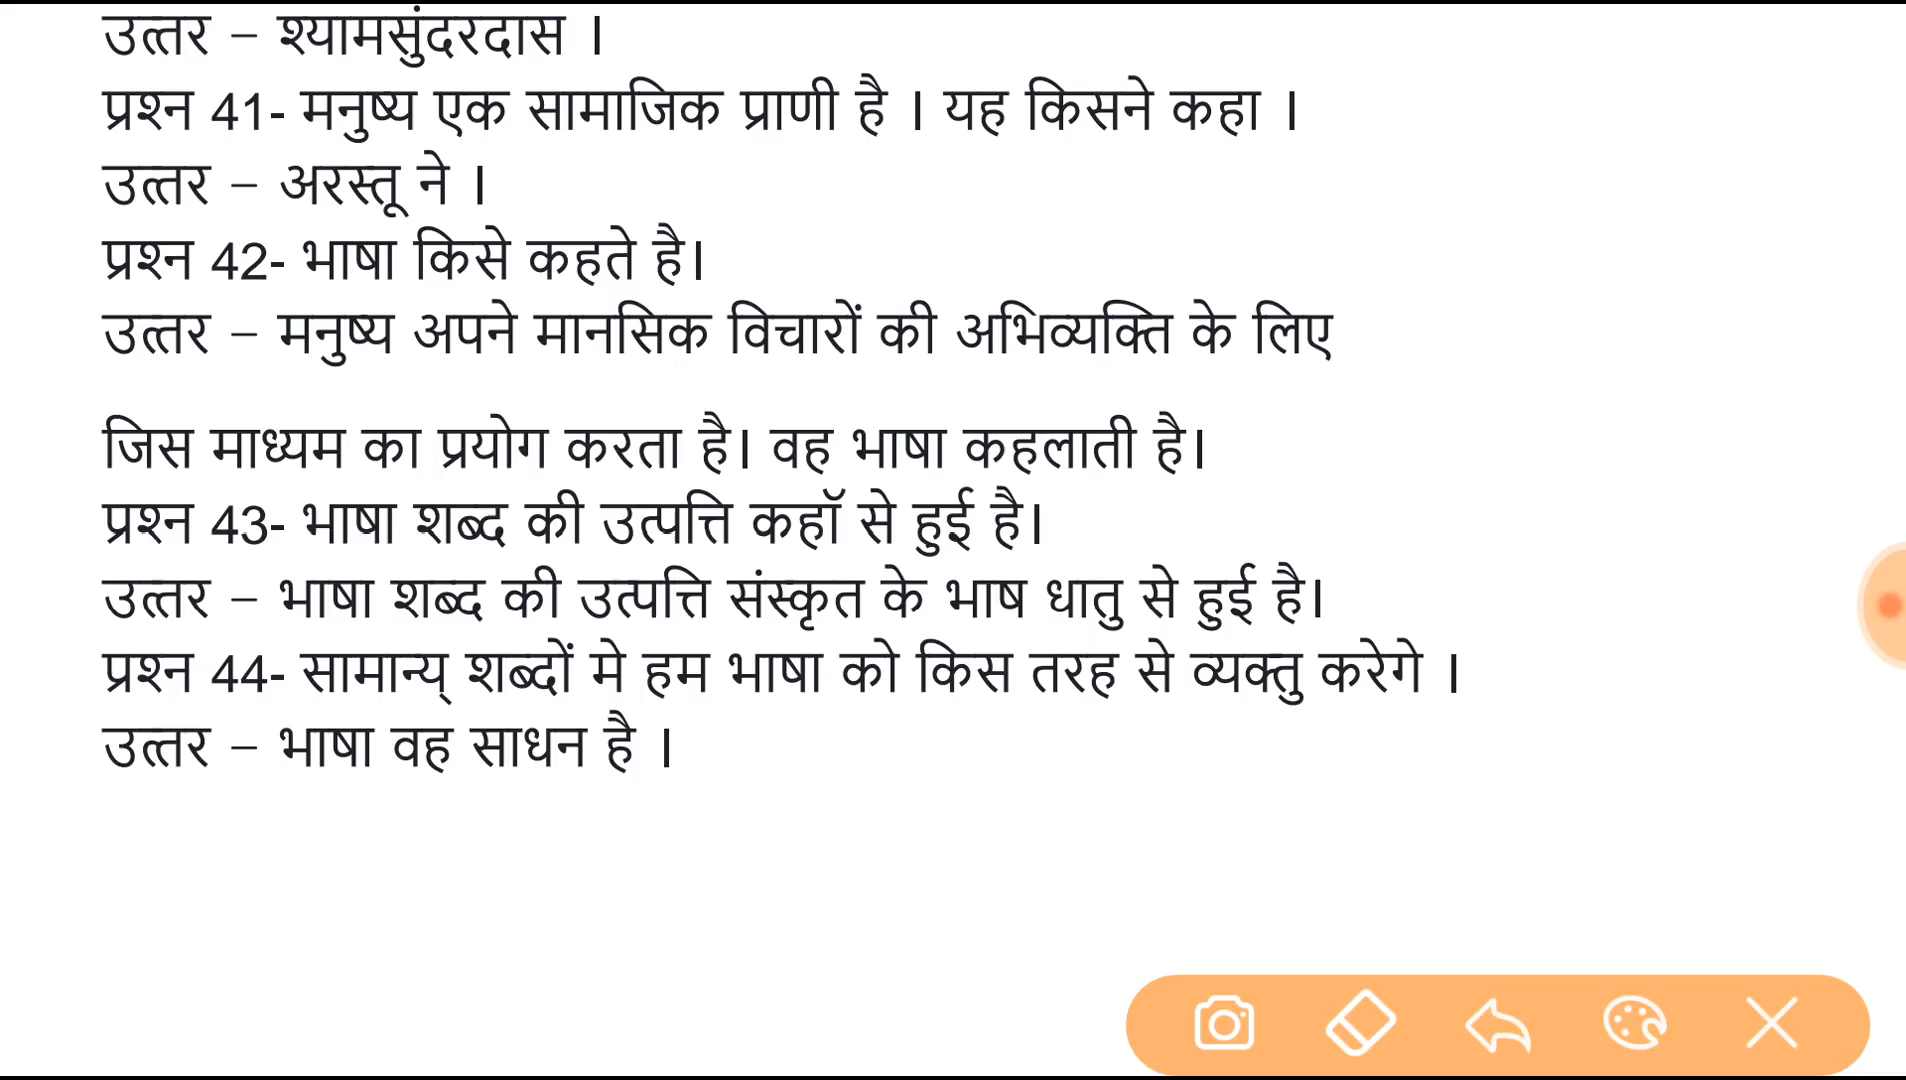 उत्तर – श्यामसुंदरदास ।
प्रश्न 41- मनुष्य एक सामाजिक प्राणी है । यह किसने कहा ।
उत्तर – अरस्तू ने ।
प्रश्न 42- भाषा किसे कहते है।
उत्तर – मनुष्य अपने मानसिक विचारों की अभिव्यक्ति के लिए
जिस माध्यम का प्रयोग करता है। वह भाषा कहलाती है।
प्रश्न 43- भाषा शब्द की उत्पत्ति कहॉ से हुई है।
उत्तर – भाषा शब्द की उत्पत्ति संस्कृत के भाष धातु से हुई है।
प्रश्न 44- सामान्य् शब्दों मे हम भाषा को किस तरह से व्यक्तु करेगे ।
उत्तर – भाषा वह साधन है ।